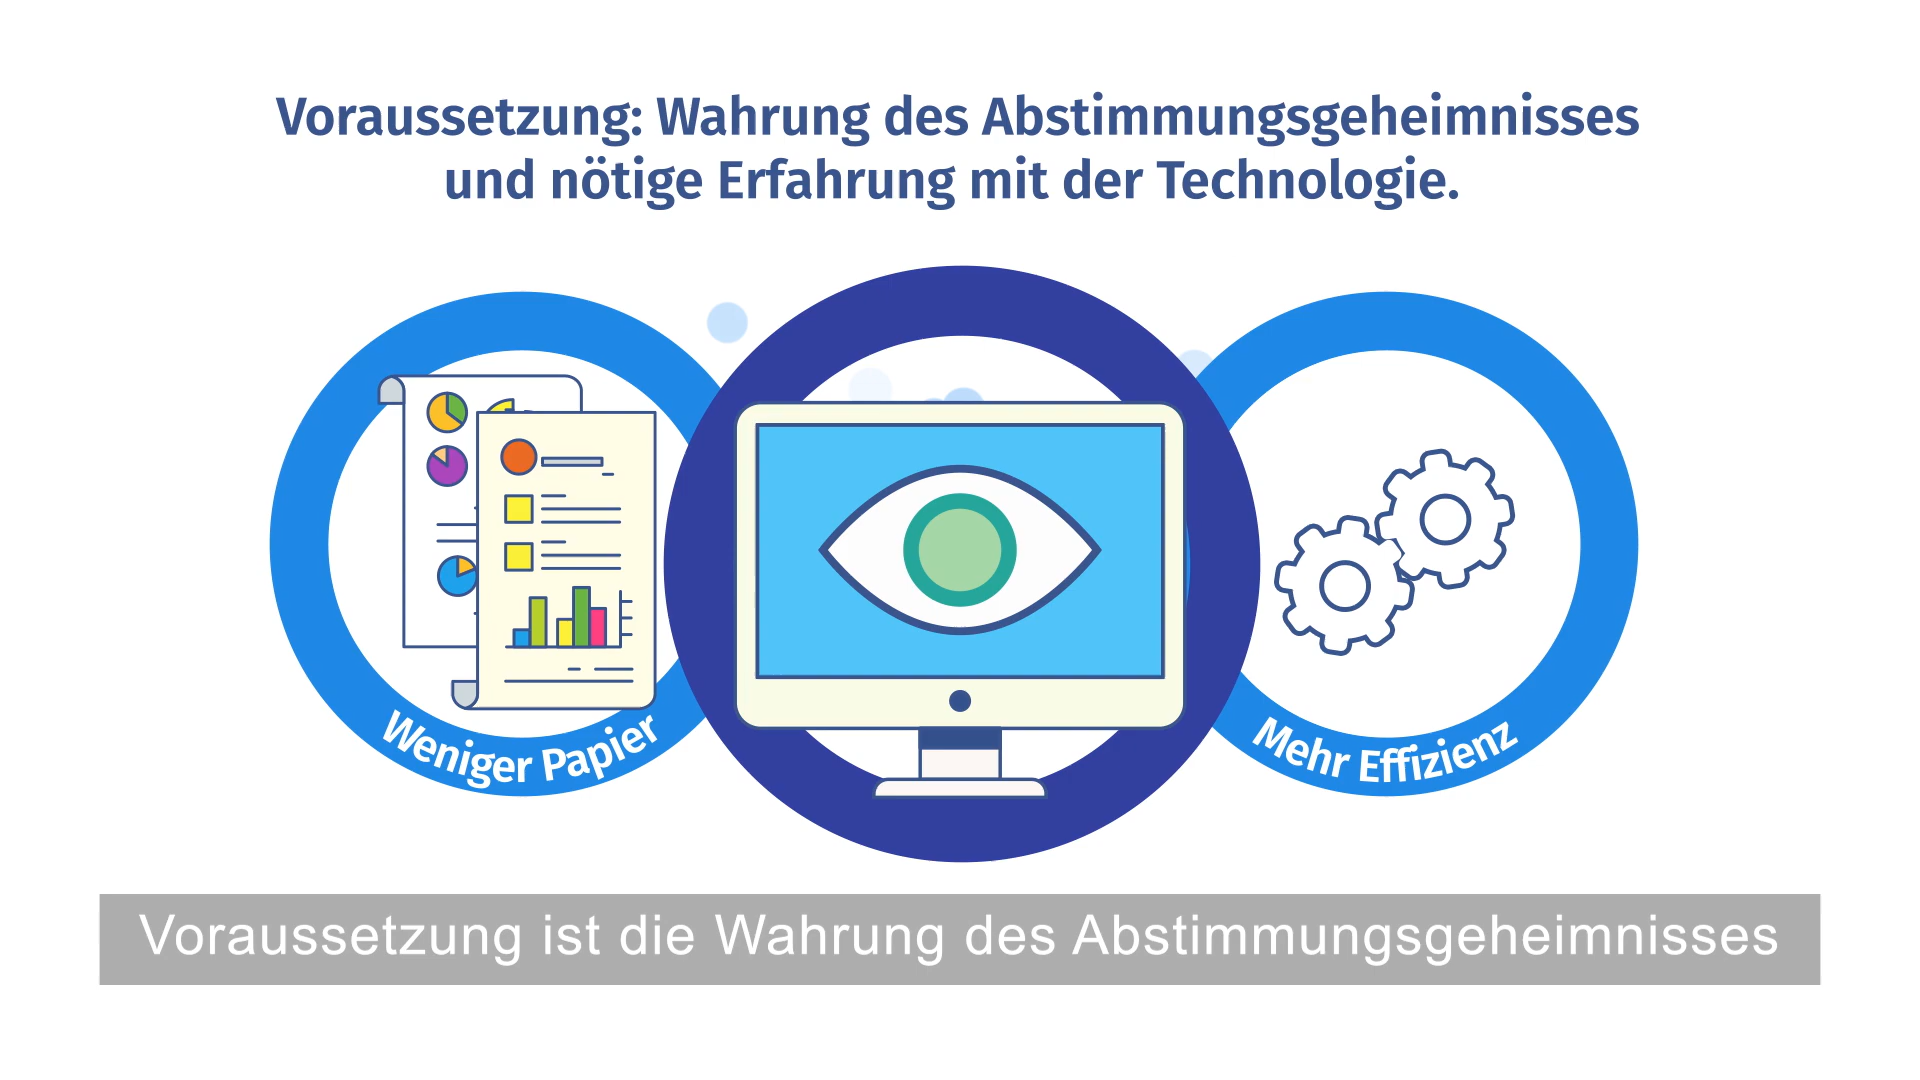 Voraussetzung: Wahrung des Abstimmungsgeheimnisses
und nötige Erfahrung mit der Technologie.
Weniger Papier
Mehr Effizienz
Voraussetzung ist die Wahrung des Abstimmungsgeheimnisses